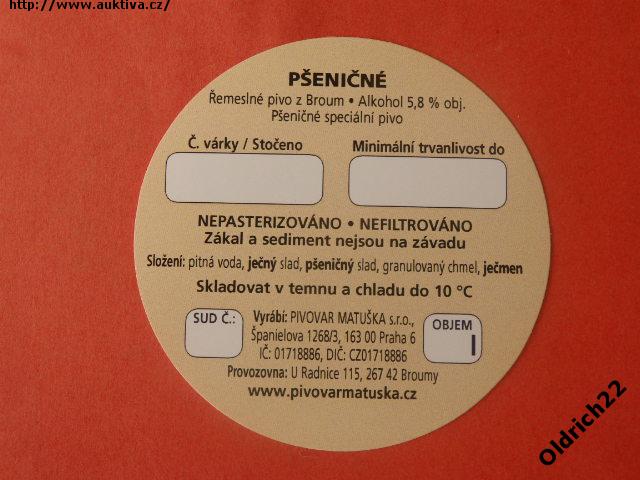 http://www.auktiva.cz/
PŠENIČNÉ
Řemeslné pivo z Broum • Alkohol 5,8 % obj.
Pšeničné speciální pivo
Č. várky / Stočeno
Minimální trvanlivost do
NEPASTERIZOVÁNO • NEFILTROVÁNO
Zákal a sediment nejsou na závadu
Složení: pitná voda, ječný slad, pšeničný slad, granulovaný chmel, ječmen
Skladovat v temnu a chladu do 10 °C
SUD Č.:
Vyrábí: PIVOVAR MATUŠKA s.r.o.,
Španielova 1268/3, 163 00 Praha 6
IČ: 01718886, DIČ: CZ01718886
OBJEM
l
Provozovna: U Radnice 115, 267 42 Broumy
www.pivovarmatuska.cz
Oldrich22